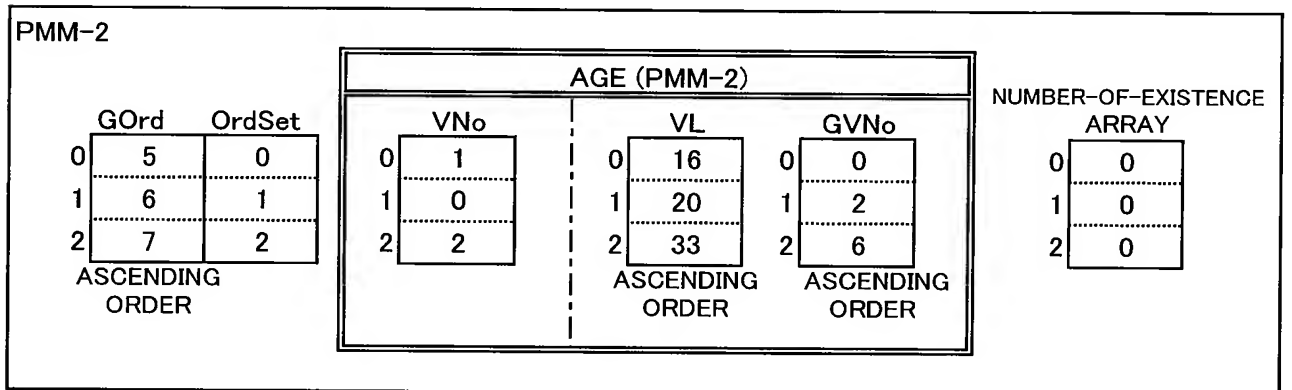 PMM-2
AGE (PMM-2)
NUMBER-OF-EXISTENCE
ARRAY
GOrd OrdSet VNo VL GVNo
0 5 0 0 1 0 16 0 0 0 0
1 6 1 1 0 1 20 1 2 1 0
2 7 2 2 2 2 33 2 6 2 0
ASCENDING
ORDER
ASCENDING
ORDER
ASCENDING
ORDER